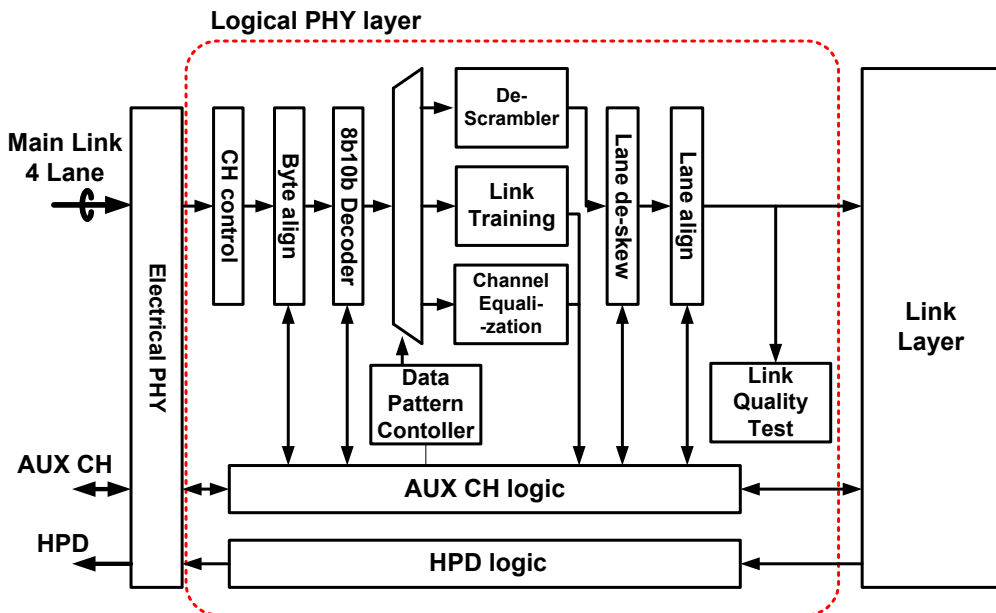 Logical PHY layer
Main Link
4 Lane
Electrical PHY
CH control
Byte align
8b10b Decoder
De-
Scrambler
Link
Training
Channel
Equali-
-zation
Lane de-skew
Lane align
Link
Layer
Data
Pattern
Contoller
Link
Quality
Test
AUX CH
AUX CH logic
HPD
HPD logic